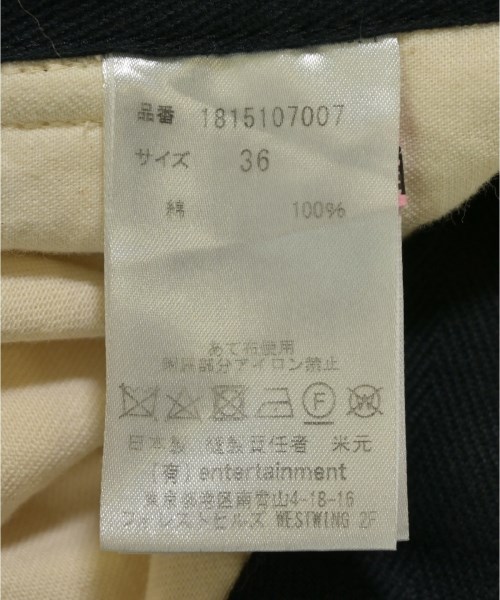 品番 1815107007
サイズ 36
綿 100%
あて布使用
附属部分アイロン禁止
F
W
日本製 縫製責任者 米元
(有) entertainment
東京都港区南青山4-18-16
フォレストヒルズ WESTWING 2F